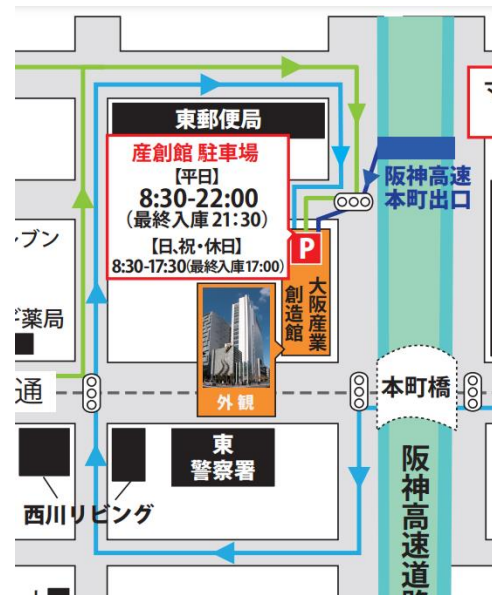 東郵便局
産創館 駐車場
【平日】
8:30-22:00
(最終入庫21:30)
【日、祝・休日】
8:30-17:30(最終入庫17:00)
P
大阪産業
創造館
外観
阪神高速
本町出口
本町橋
東
警察署
西川リビング
阪神高速道
ブン
薬局
通